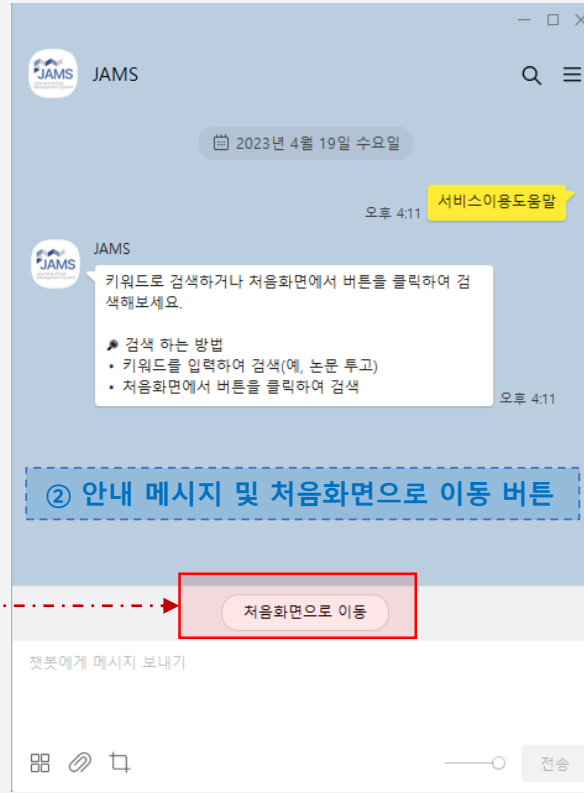 JAMS
JAMS
2023년 4월 19일 수요일
서비스이용도움말
오후 4:11
JAMS
JAMS
키워드로 검색하거나 처음화면에서 버튼을 클릭하여 검
색해보세요.
검색 하는 방법
• 키워드를 입력하여 검색(예, 논문 투고)
• 처음화면에서 버튼을 클릭하여 검색
오후 4:11
② 안내 메시지 및 처음화면으로 이동 버튼
처음화면으로 이동
챗봇에게 메시지 보내기
전송